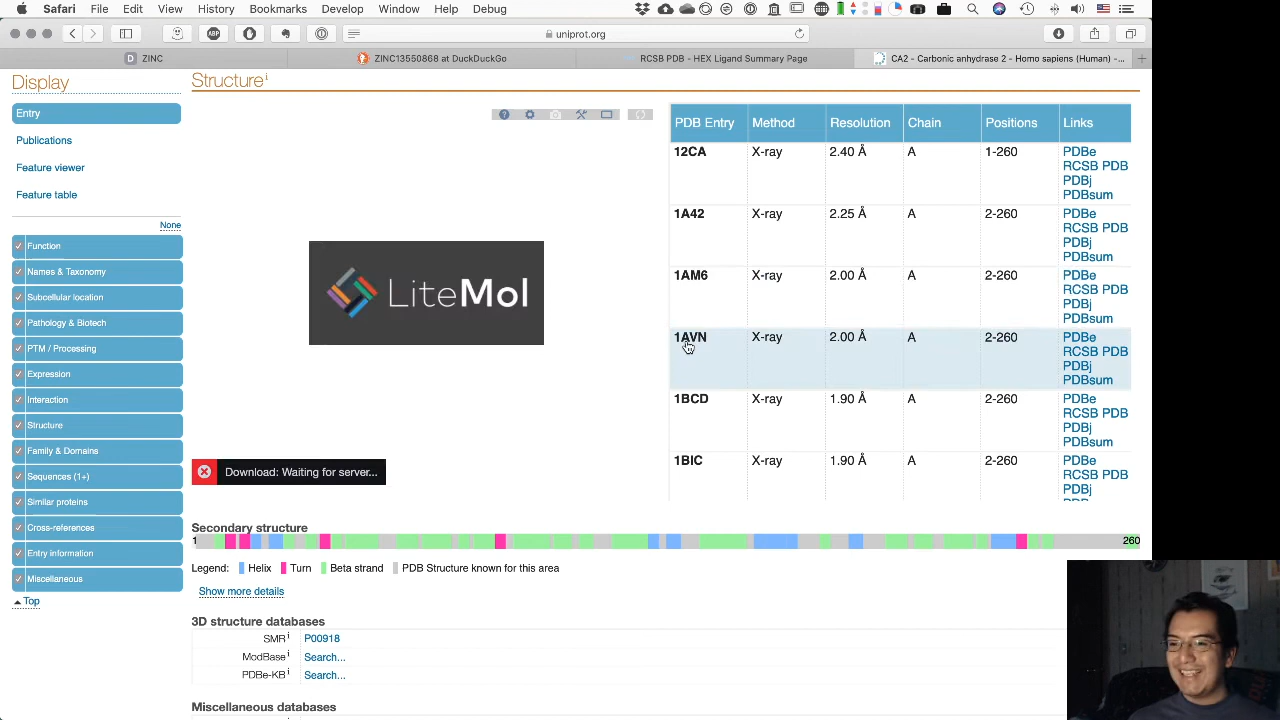 Safari File Edit View History Bookmarks Develop Window Help Debug
uniprot.org
ZINC
ZINC13550868 at DuckDuckGo
RCSB PDB - HEX Ligand Summary Page
CA2 - Carbonic anhydrase 2 - Homo sapiens (Human) -...
Display
Entry
Publications
Feature viewer
Feature table
None
Function
Names & Taxonomy
Subcellular location
Pathology & Biotech
PTM / Processing
Expression
Interaction
Structure
Family & Domains
Sequences (1+)
Similar proteins
Cross-references
Entry information
Miscellaneous
Top
Structure i
LiteMol
Download: Waiting for server...
PDB Entry Method Resolution Chain Positions Links
12CA X-ray 2.40 Å A 1-260 PDBe
RCSB PDB
PDBj
PDBsum
1A42 X-ray 2.25 Å A 2-260 PDBe
RCSB PDB
PDBj
PDBsum
1AM6 X-ray 2.00 Å A 2-260 PDBe
RCSB PDB
PDBj
PDBsum
1AVN X-ray 2.00 Å A 2-260 PDBe
RCSB PDB
PDBj
PDBsum
1BCD X-ray 1.90 Å A 2-260 PDBe
RCSB PDB
PDBj
PDBsum
1BIC X-ray 1.90 Å A 2-260 PDBe
RCSB PDB
PDBj
Secondary structure
1 260
Legend: Helix Turn Beta strand PDB Structure known for this area
Show more details
3D structure databases
SMR i P00918
ModBase i Search...
PDBe-KB i Search...
Miscellaneous databases